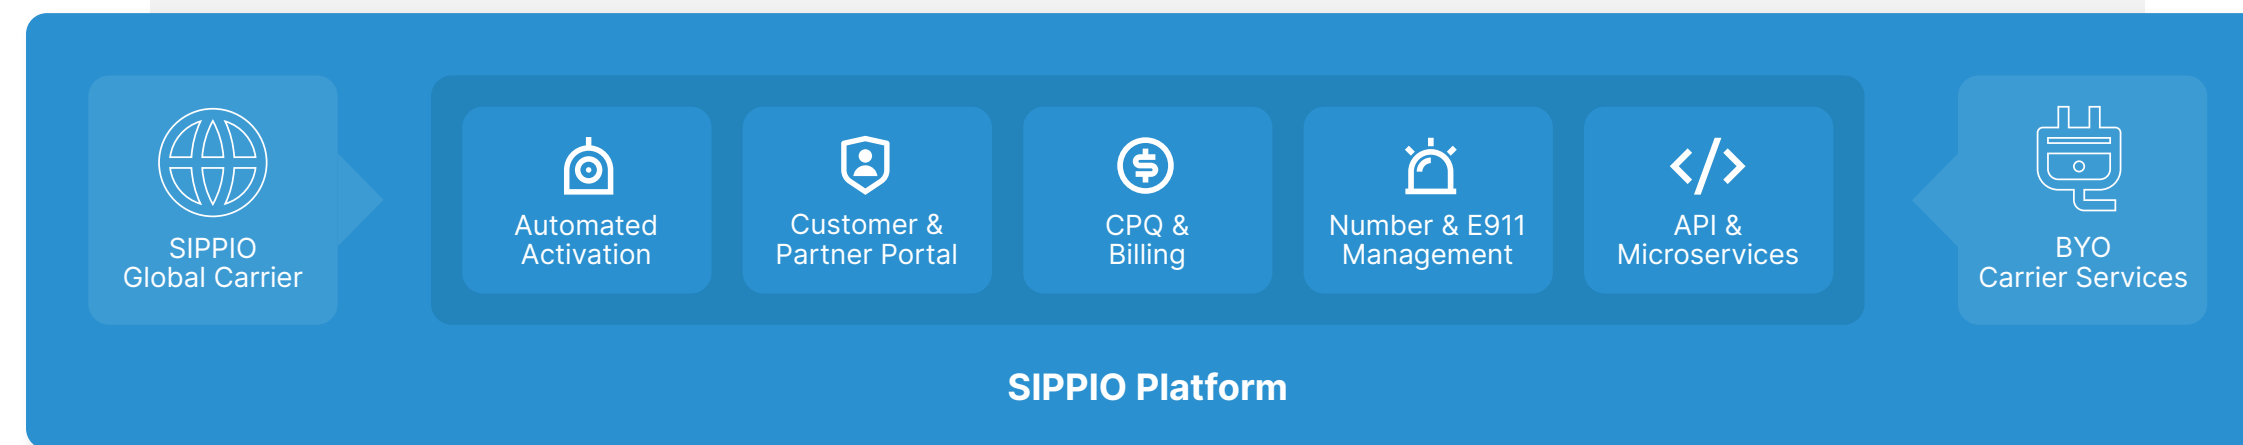 SIPPIO
Global Carrier
Automated
Activation
Customer &
Partner Portal
CPQ &
Billing
Number & E911
Management
API &
Microservices
BYO
Carrier Services
SIPPIO Platform